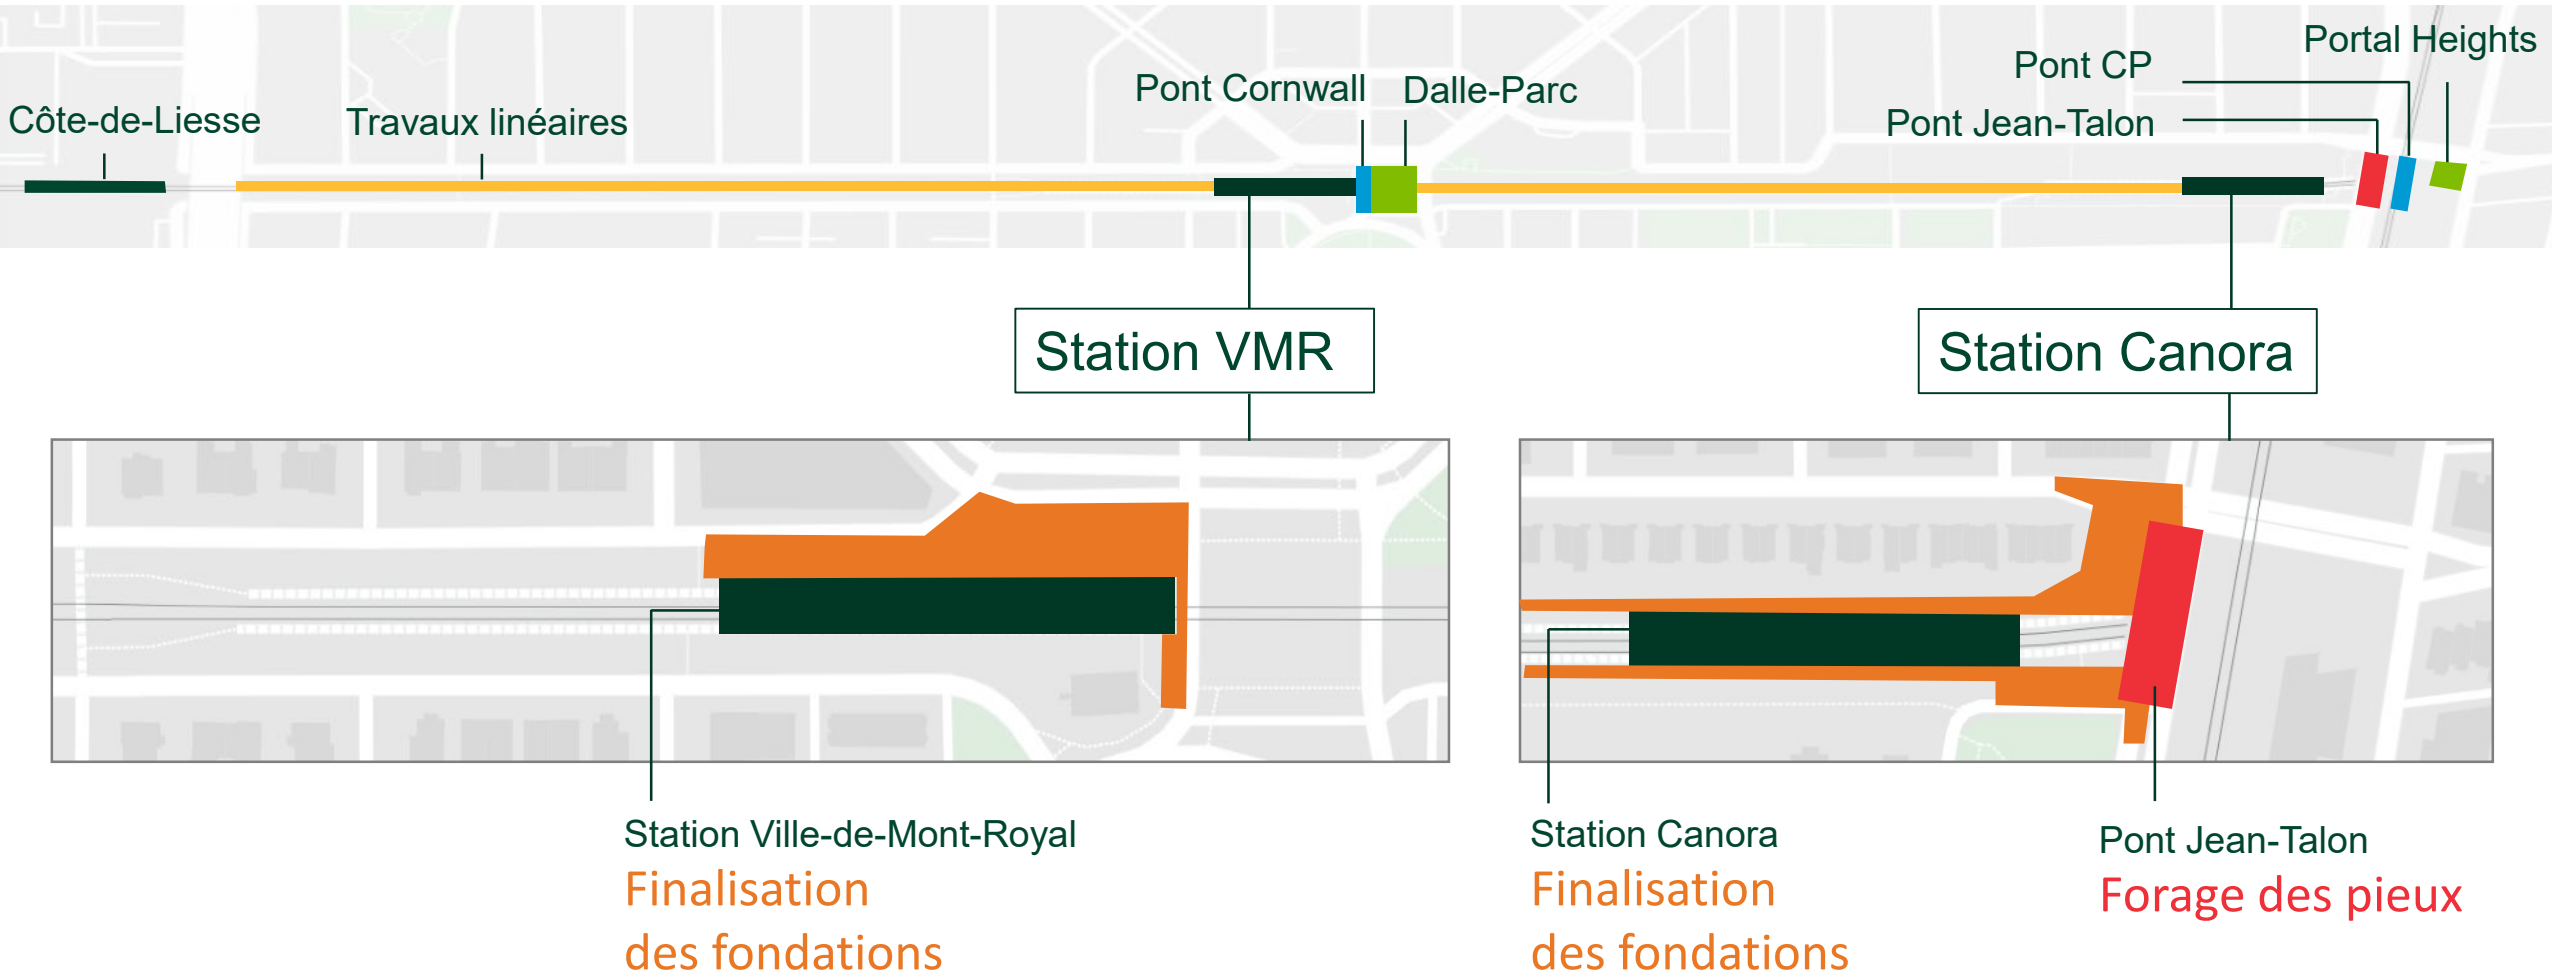 Portal Heights
Pont CP
Pont Cornwall
Dalle-Parc
Côte-de-Liesse
Travaux linéaires
Pont Jean-Talon
Station VMR
Station Canora
Station Ville-de-Mont-Royal
Finalisation
des fondations
Station Canora
Finalisation
des fondations
Pont Jean-Talon
Forage des pieux